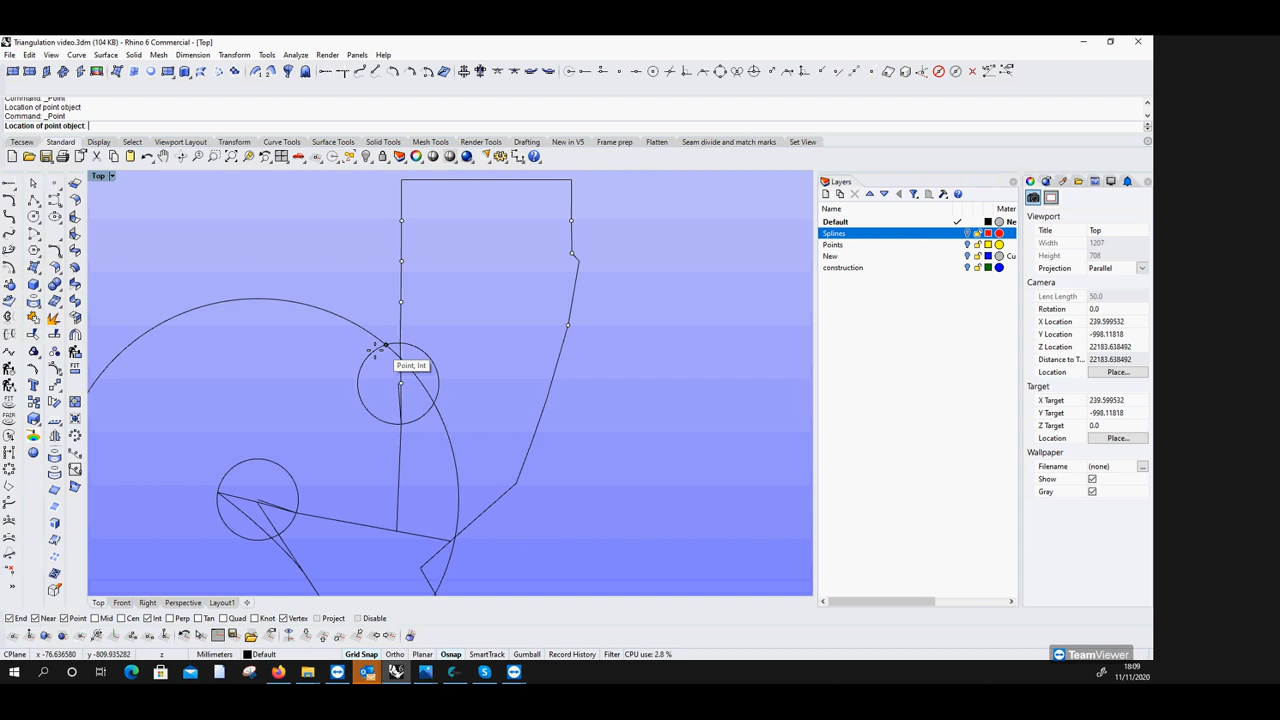 Triangulation video.3dm (104 KB) - Rhino 6 Commercial - [Top]
File Edit View Curve Surface Solid Mesh Dimension Transform Tools Analyze Render Panels Help
Command: _Point
Location of point object
Command: _Point
Location of point object:
Tecsew Standard Display Select Viewport Layout Visibility Transform Curve Tools Surface Tools Solid Tools Mesh Tools Render Tools Drafting New in V5 Frame prep Flatten Seam divide and match marks Set View
Top
Layers
Name Mater
Default Ne
Splines
Points
New Cu
construction
Viewport
Title Top
Width 1207
Height 708
Projection Parallel
Camera
Lens Length 50.0
Rotation 0.0
X Location 239.599532
Y Location -998.11818
Z Location 22183.638492
Distance to T... 22183.638492
Location Place...
Target
X Target 239.599532
Y Target -998.11818
Z Target 0.0
Location Place...
Wallpaper
Filename (none) ...
Show
Gray
Point, Int
FIT
FAIR
FIT
Top Front Right Perspective Layout1
End Near Point Mid Cen Int Perp Tan Quad Knot Vertex Project Disable
CPlane x -76.636580 y -809.935282 z Millimeters Default Grid Snap Ortho Planar Osnap SmartTrack Gumball Record History Filter CPU use: 2.8 %
TeamViewer
18:09
11/11/2020